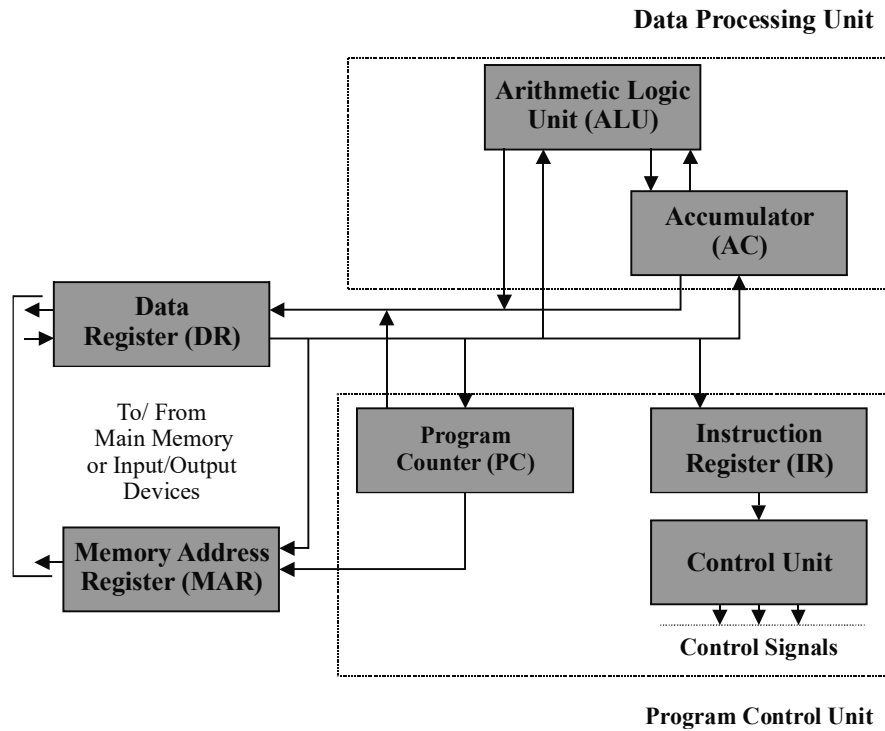 Data Processing Unit
Arithmetic Logic
Unit (ALU)
Accumulator
(AC)
Data
Register (DR)
To/ From
Main Memory
or Input/Output
Devices
Program
Counter (PC)
Instruction
Register (IR)
Memory Address
Register (MAR)
Control Unit
Control Signals
Program Control Unit